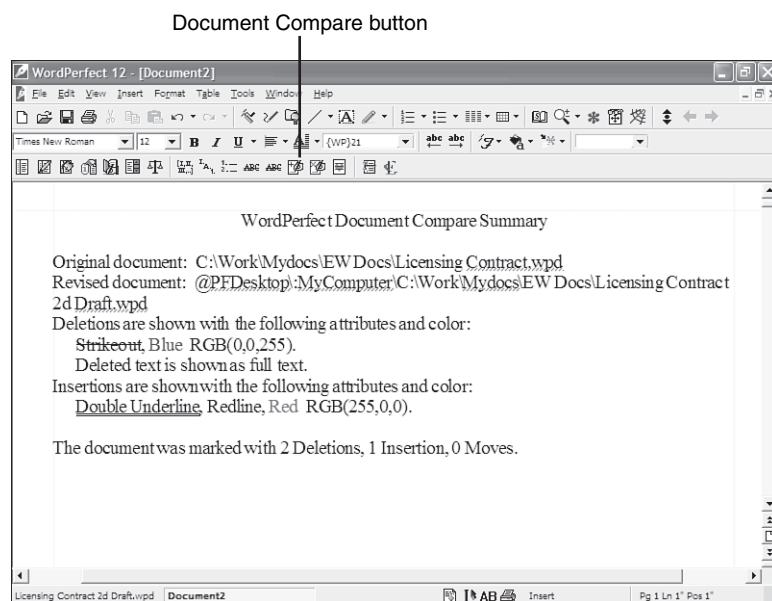 Document Compare button
WordPerfect 12 - [Document2]
File Edit View Insert Format Table Tools Window Help
Times New Roman 12 B I U {WP}21 abc abc
ABC ABC
WordPerfect Document Compare Summary
Original document: C:\Work\Mydocs\EW Docs\Licensing Contract.wpd
Revised document: @PFDesktop\:MyComputer\C:\Work\Mydocs\EW Docs\Licensing Contract
2d Draft.wpd
Deletions are shown with the following attributes and color:
Strikeout, Blue RGB(0,0,255).
Deleted text is shown as full text.
Insertions are shown with the following attributes and color:
Double Underline, Redline, Red RGB(255,0,0).
The document was marked with 2 Deletions, 1 Insertion, 0 Moves.
Licensing Contract 2d Draft.wpd Document2 AB Insert Pg 1 Ln 1" Pos 1"